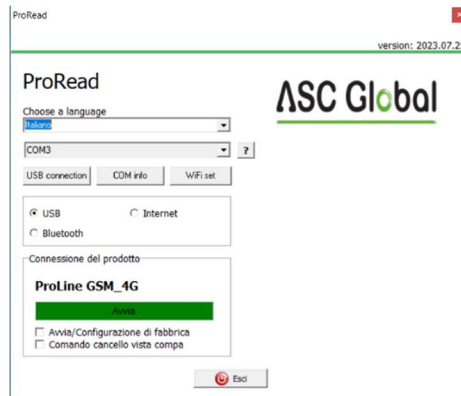 ProRead
version: 2023.07.2
ProRead
ASC Global
Choose a language
Italiano
COM3
?
USB connection
COM info
WiFi set
USB
Internet
Bluetooth
Connessione del prodotto
ProLine GSM_4G
Avvia
Avvia/Configurazione di fabbrica
Comando cancello vista compa
Esci